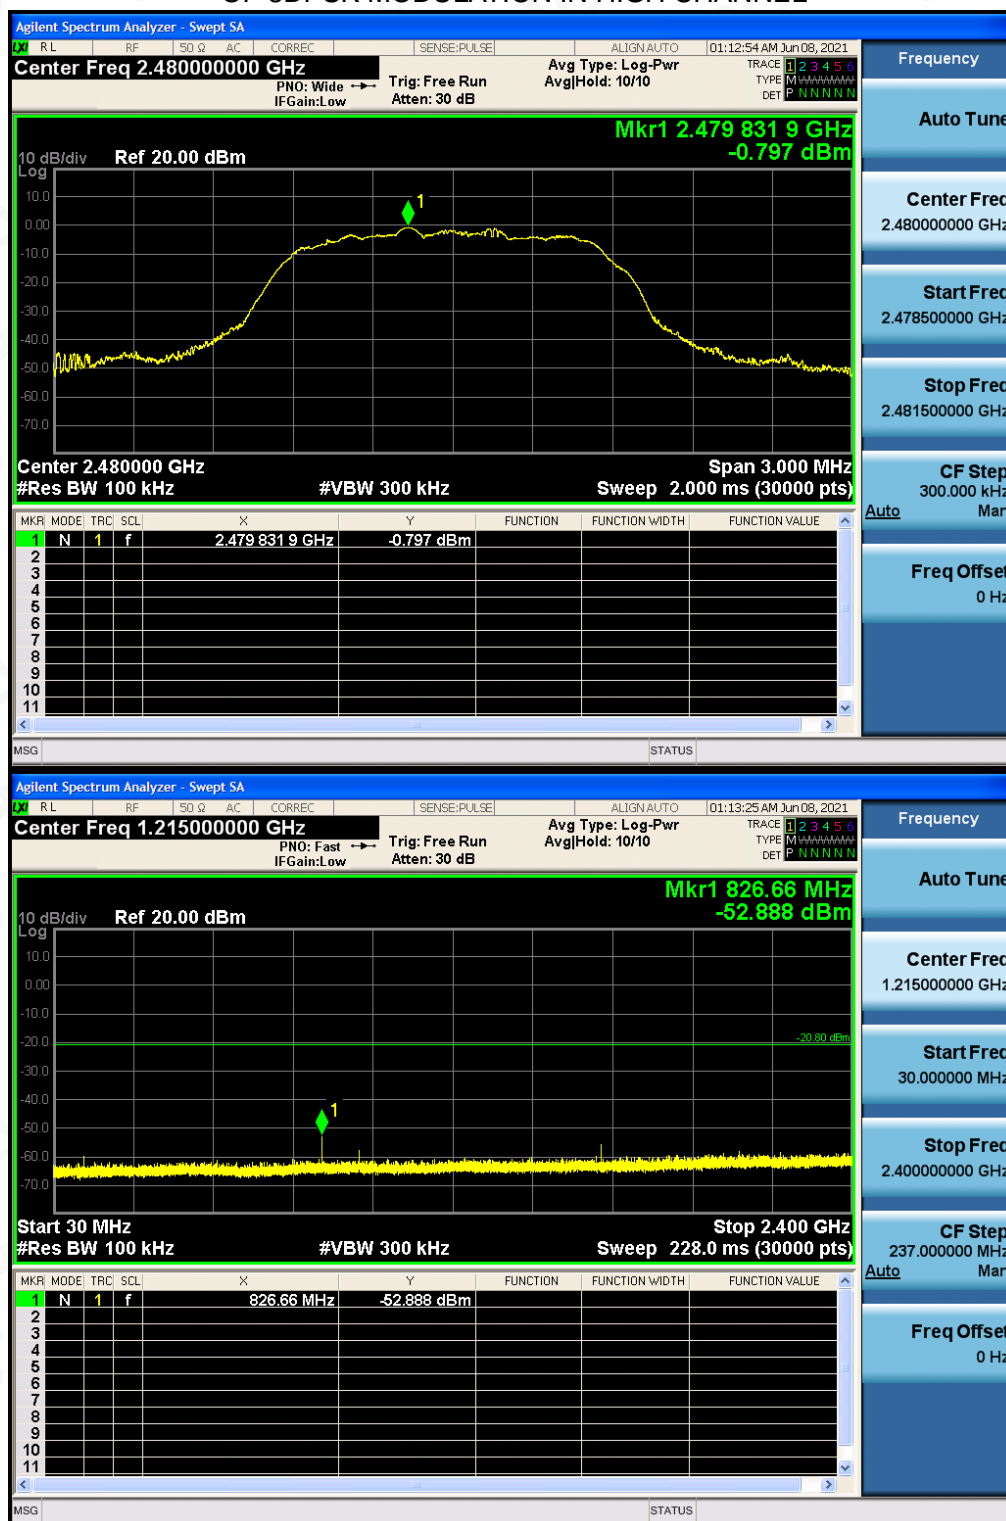 OF 8DPSK MODULATION IN HIGH CHANNEL
Agilent Spectrum Analyzer - Swept SA
LXI RL RF 50 Ω AC CORREC SENSE:PULSE ALIGN AUTO 01:12:54 AM Jun 08, 2021
Center Freq 2.480000000 GHz
PNO: Wide
IFGain:Low
Trig: Free Run
Atten: 30 dB
Avg Type: Log-Pwr
Avg|Hold: 10/10
TRACE 1 2 3 4 5 6
TYPE M
DET P N N N N N
Mkr1 2.479 831 9 GHz
-0.797 dBm
10 dB/div Ref 20.00 dBm
Log
10.0
0.00
-10.0
-20.0
-30.0
-40.0
-50.0
-60.0
-70.0
1
Center 2.480000 GHz Span 3.000 MHz
#Res BW 100 kHz #VBW 300 kHz Sweep 2.000 ms (30000 pts)
MKR MODE TRC SCL X Y FUNCTION FUNCTION WIDTH FUNCTION VALUE
1 N 1 f 2.479 831 9 GHz -0.797 dBm
2
3
4
5
6
7
8
9
10
11
MSG STATUS
Frequency
Auto Tune
Center Freq
2.480000000 GHz
Start Freq
2.478500000 GHz
Stop Freq
2.481500000 GHz
CF Step
300.000 kHz
Auto Man
Freq Offset
0 Hz
Agilent Spectrum Analyzer - Swept SA
LXI RL RF 50 Ω AC CORREC SENSE:PULSE ALIGN AUTO 01:13:25 AM Jun 08, 2021
Center Freq 1.215000000 GHz
PNO: Fast
IFGain:Low
Trig: Free Run
Atten: 30 dB
Avg Type: Log-Pwr
Avg|Hold: 10/10
TRACE 1 2 3 4 5 6
TYPE M
DET P N N N N N
Mkr1 826.66 MHz
-52.888 dBm
10 dB/div Ref 20.00 dBm
Log
10.0
0.00
-10.0
-20.0
-30.0
-40.0
-50.0
-60.0
-70.0
-20.80 dBm
1
Start 30 MHz Stop 2.400 GHz
#Res BW 100 kHz #VBW 300 kHz Sweep 228.0 ms (30000 pts)
MKR MODE TRC SCL X Y FUNCTION FUNCTION WIDTH FUNCTION VALUE
1 N 1 f 826.66 MHz -52.888 dBm
2
3
4
5
6
7
8
9
10
11
MSG STATUS
Frequency
Auto Tune
Center Freq
1.215000000 GHz
Start Freq
30.000000 MHz
Stop Freq
2.400000000 GHz
CF Step
237.000000 MHz
Auto Man
Freq Offset
0 Hz